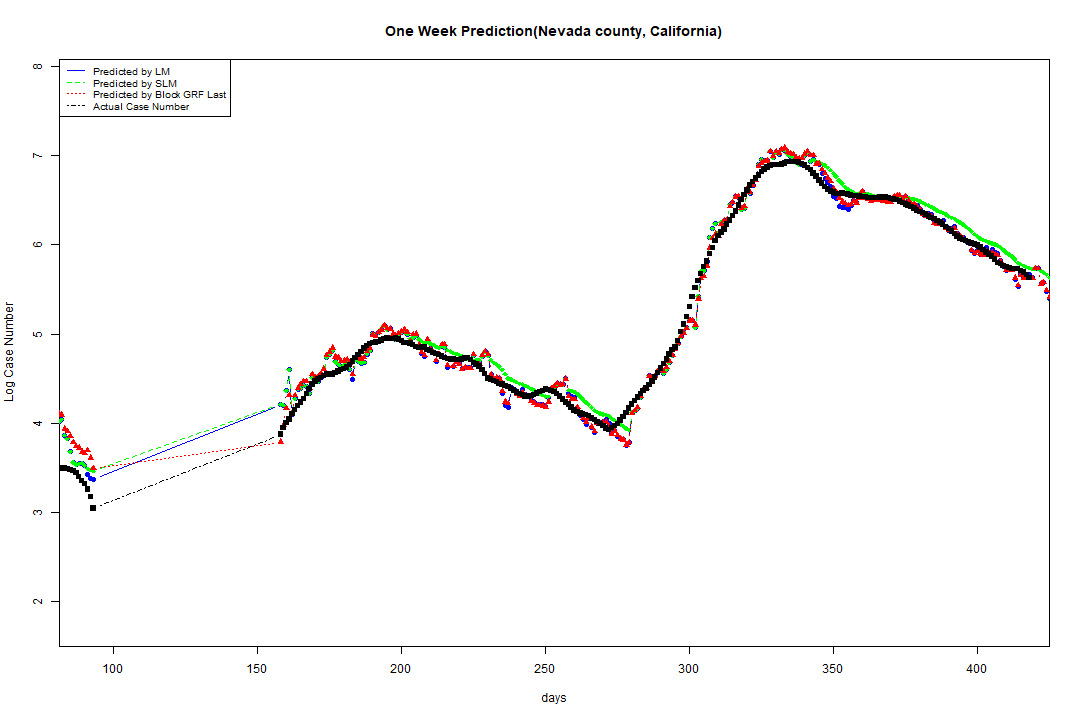 One Week Prediction(Nevada county, California)
Predicted by LM
Predicted by SLM
Predicted by Block GRF Last
Actual Case Number
8
7
6
5
4
3
2
Log Case Number
100 150 200 250 300 350 400
days